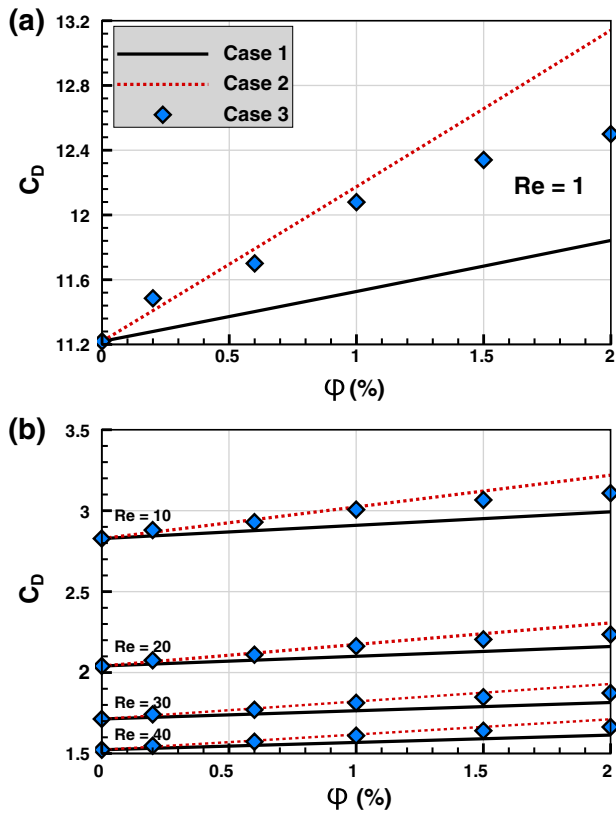 (a)
13.2
12.8
12.4
12
11.6
11.2
C_D
Case 1
Case 2
Case 3
Re = 1
0
0.5
1
1.5
2
φ (%)
(b)
3.5
3
2.5
2
1.5
C_D
Re = 10
Re = 20
Re = 30
Re = 40
0
0.5
1
1.5
2
φ (%)